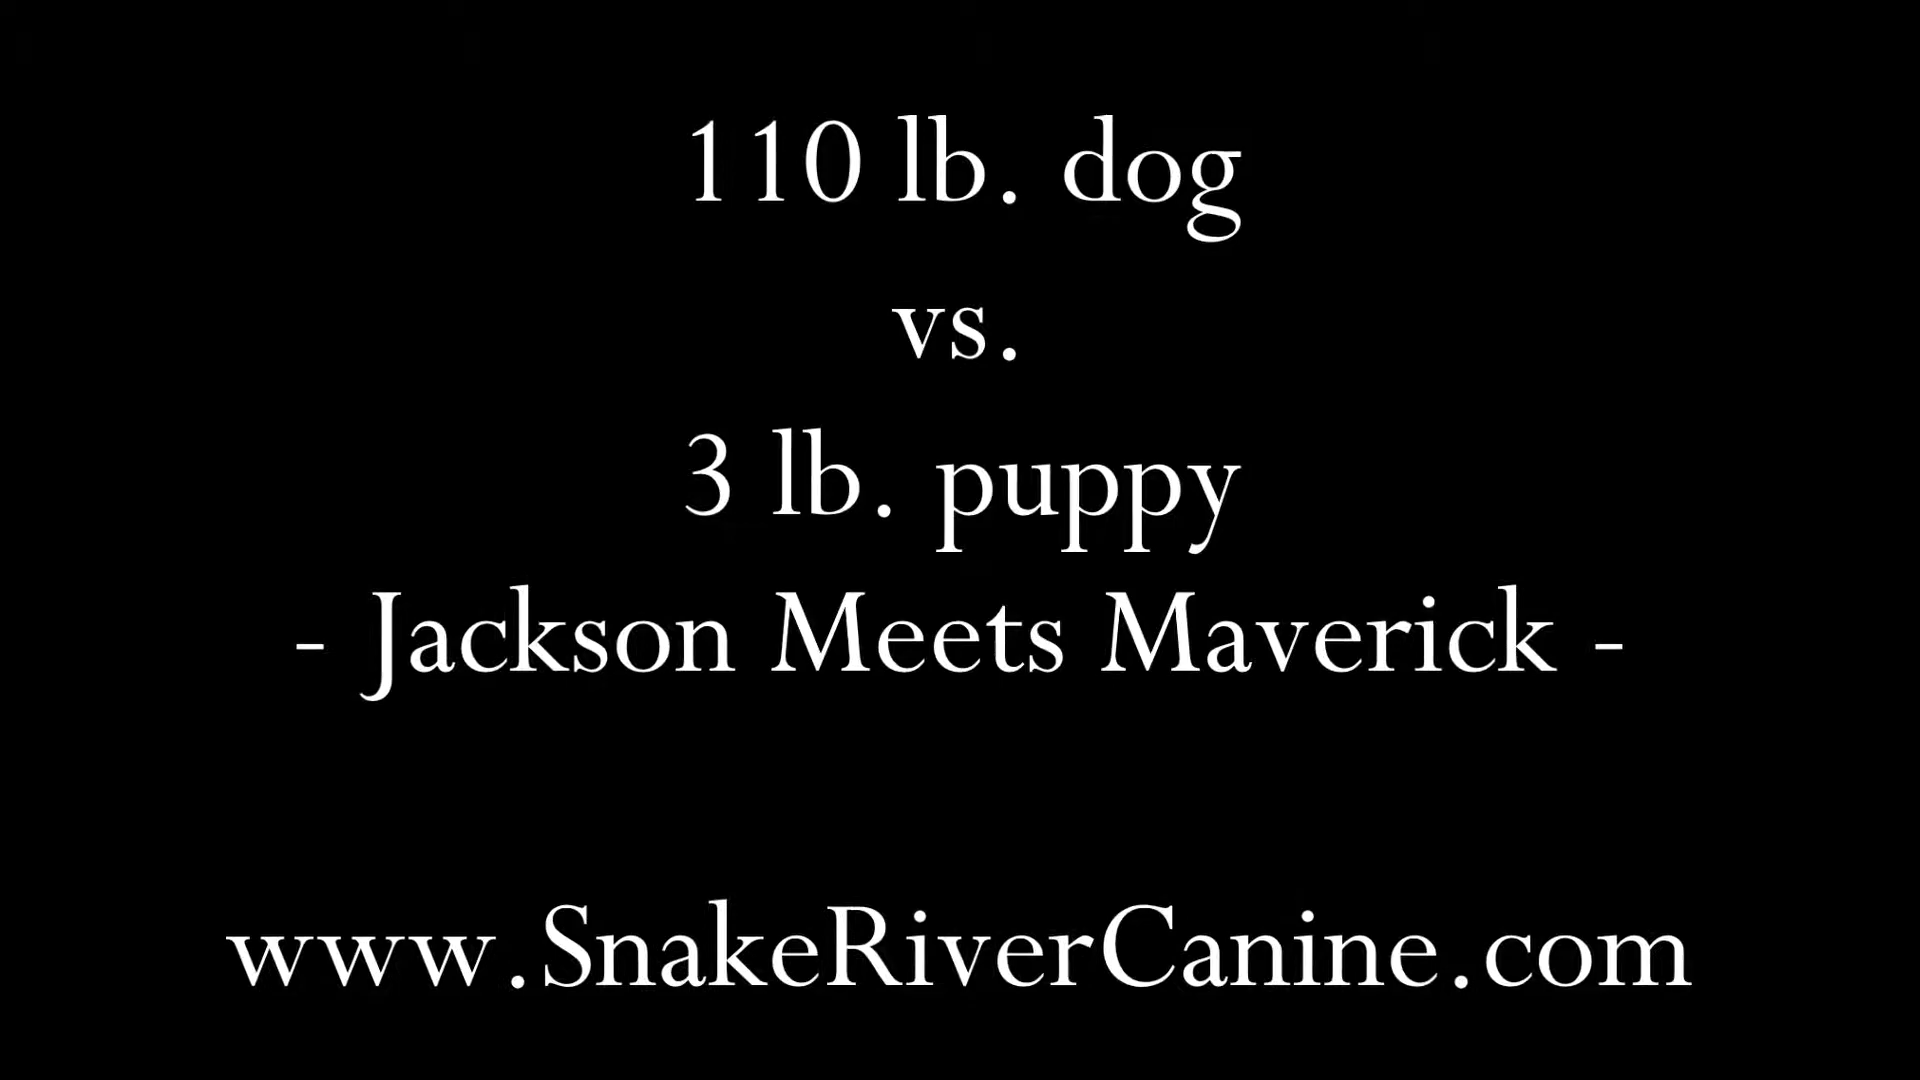 110 lb. dog
vs.
3 lb. puppy
- Jackson Meets Maverick -
www.SnakeRiverCanine.com